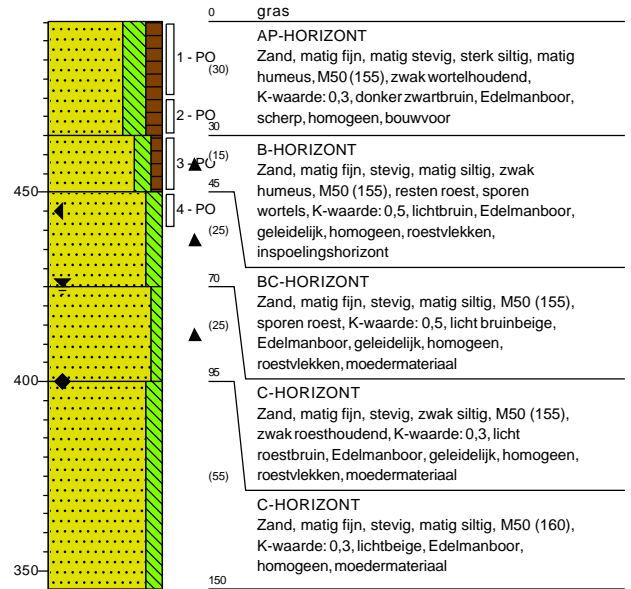 0 gras
AP-HORIZONT
Zand, matig fijn, matig stevig, sterk siltig, matig
humeus, M50 (155), zwak wortelhoudend,
K-waarde: 0,3, donker zwartbruin, Edelmanboor,
scherp, homogeen, bouwvoor
1 - PO
(30)
2 - PO
30
B-HORIZONT
Zand, matig fijn, stevig, matig siltig, zwak
humeus, M50 (155), resten roest, sporen
wortels, K-waarde: 0,5, lichtbruin, Edelmanboor,
geleidelijk, homogeen, roestvlekken,
inspoelingshorizont
3 - PO
(15)
45
450
4 - PO
(25)
70
BC-HORIZONT
Zand, matig fijn, stevig, matig siltig, M50 (155),
sporen roest, K-waarde: 0,5, licht bruinbeige,
Edelmanboor, geleidelijk, homogeen,
roestvlekken, moedermateriaal
(25)
95
400
C-HORIZONT
Zand, matig fijn, stevig, zwak siltig, M50 (155),
zwak roesthoudend, K-waarde: 0,3, licht
roestbruin, Edelmanboor, geleidelijk, homogeen,
roestvlekken, moedermateriaal
(55)
C-HORIZONT
Zand, matig fijn, stevig, matig siltig, M50 (160),
K-waarde: 0,3, lichtbeige, Edelmanboor,
homogeen, moedermateriaal
350
150